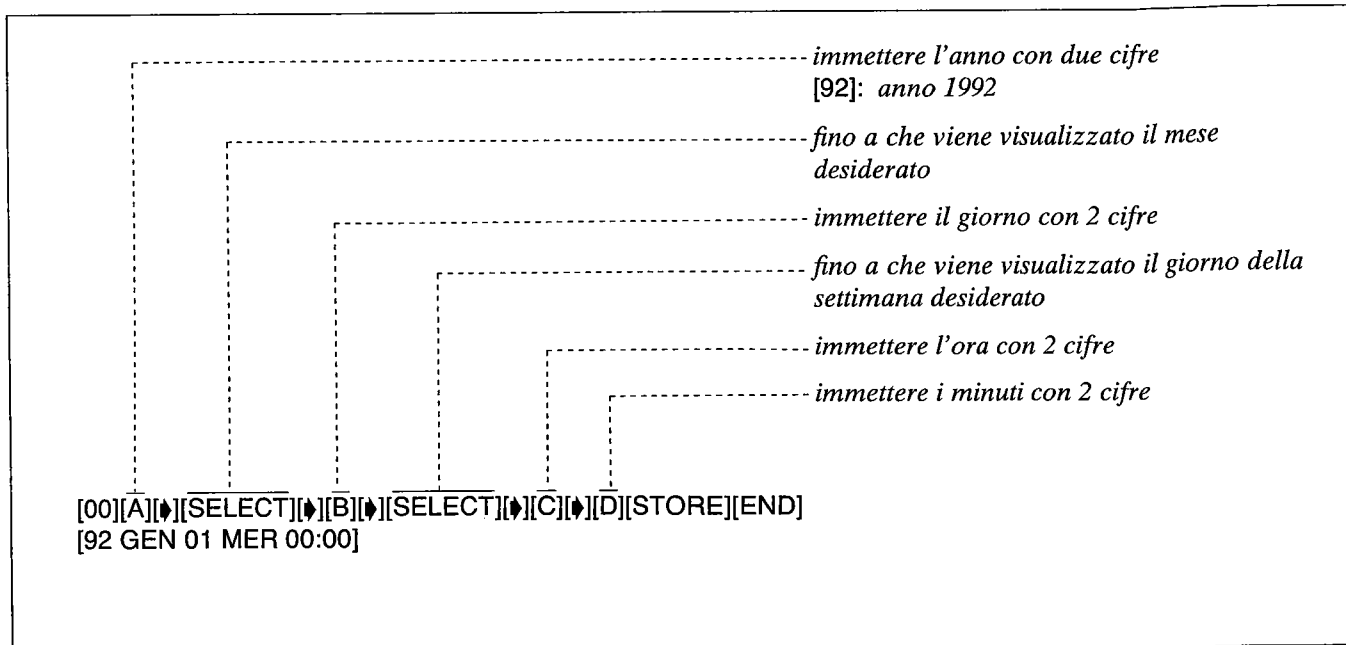 immettere l'anno con due cifre
[92]: anno 1992
fino a che viene visualizzato il mese
desiderato
immettere il giorno con 2 cifre
fino a che viene visualizzato il giorno della
settimana desiderato
immettere l'ora con 2 cifre
immettere i minuti con 2 cifre
[00][A][➧][SELECT][➧][B][➧][SELECT][➧][C][➧][D][STORE][END]
[92 GEN 01 MER 00:00]